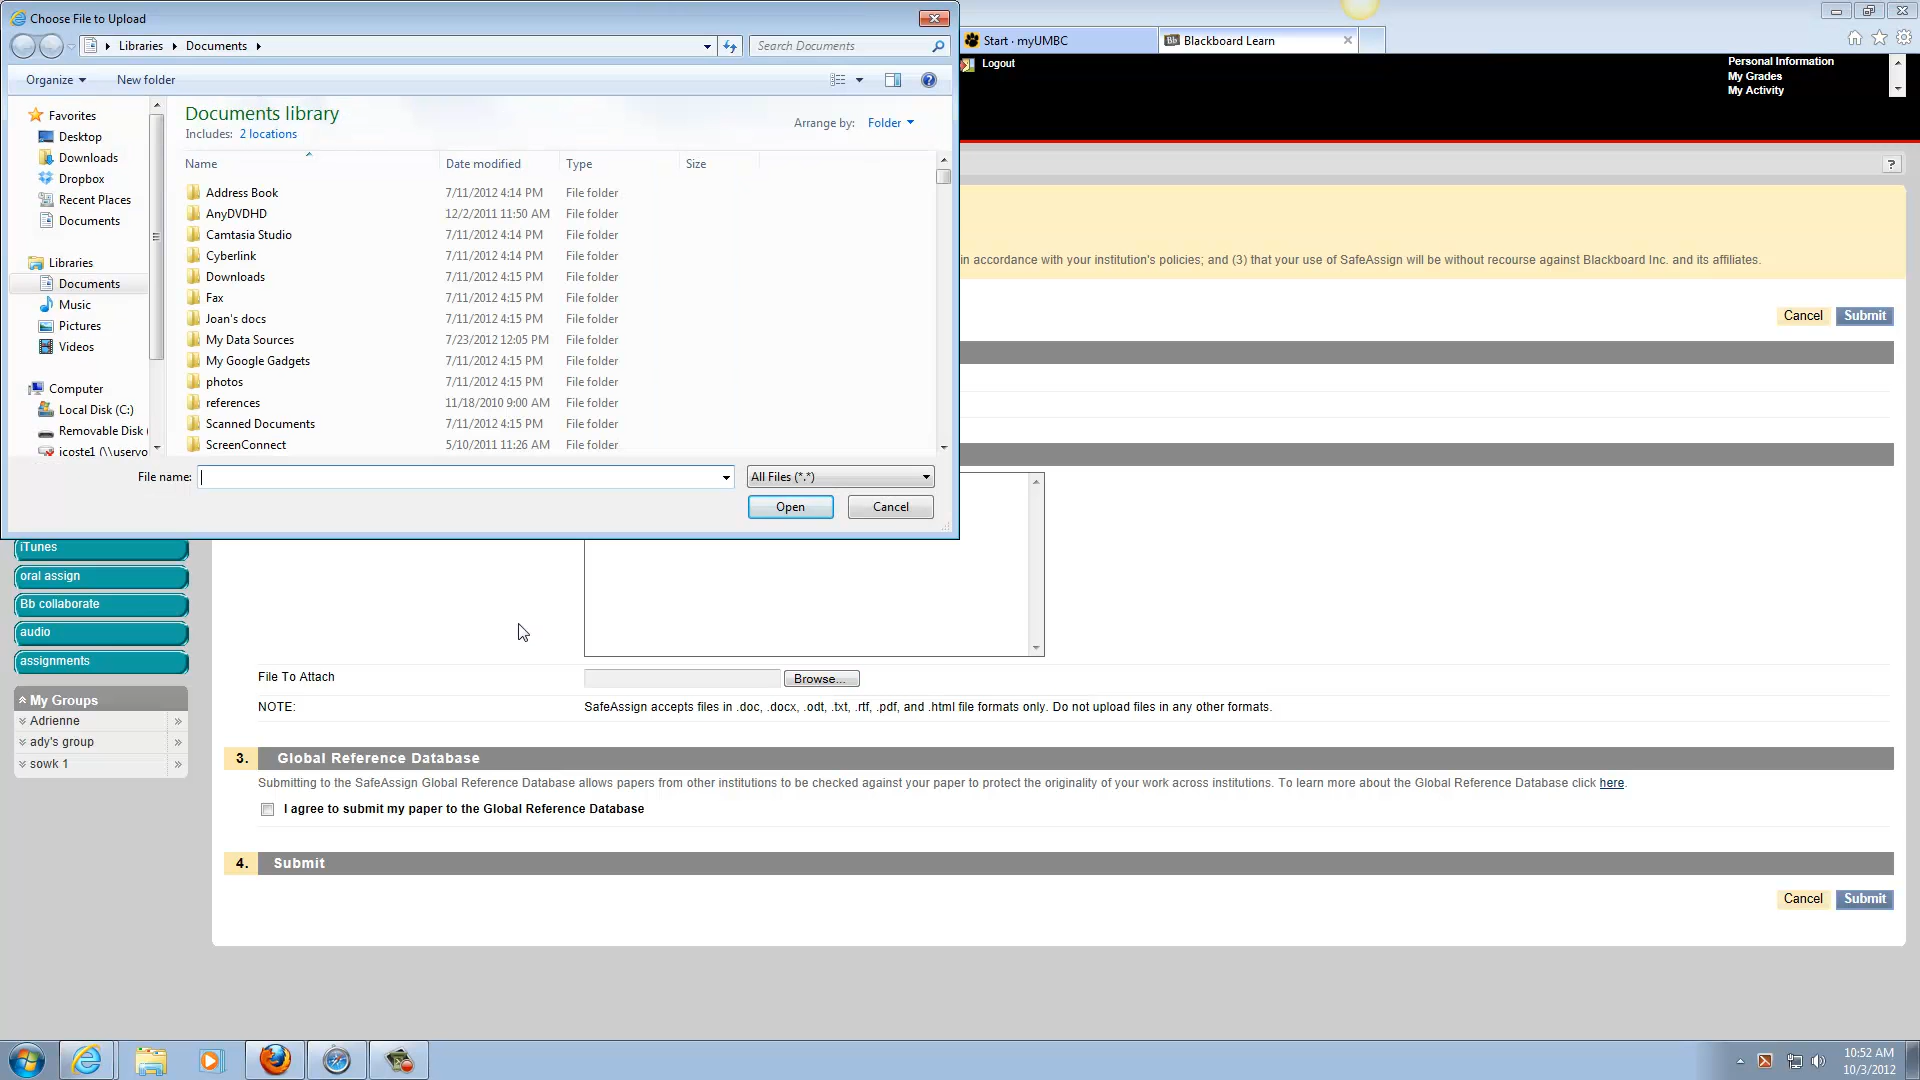 Choose File to Upload
Libraries Documents
Search Documents
Organize
New folder
Favorites
Desktop
Downloads
Dropbox
Recent Places
Documents
Libraries
Documents
Music
Pictures
Videos
Computer
Local Disk (C:)
Removable Disk
icoste1 (\\uservo
Documents library
Includes: 2 locations
Arrange by: Folder
Name Date modified Type Size
Address Book 7/11/2012 4:14 PM File folder
AnyDVDHD 12/2/2011 11:50 AM File folder
Camtasia Studio 7/11/2012 4:14 PM File folder
Cyberlink 7/11/2012 4:14 PM File folder
Downloads 7/11/2012 4:15 PM File folder
Fax 7/11/2012 4:15 PM File folder
Joan's docs 7/11/2012 4:15 PM File folder
My Data Sources 7/23/2012 12:05 PM File folder
My Google Gadgets 7/11/2012 4:15 PM File folder
photos 7/11/2012 4:15 PM File folder
references 11/18/2010 9:00 AM File folder
Scanned Documents 7/11/2012 4:15 PM File folder
ScreenConnect 5/10/2011 11:26 AM File folder
File name:
All Files (*.*)
Open Cancel
Start · myUMBC
Bb Blackboard Learn
Logout
Personal Information
My Grades
My Activity
?
in accordance with your institution's policies; and (3) that your use of SafeAssign will be without recourse against Blackboard Inc. and its affiliates.
Cancel Submit
iTunes
oral assign
Bb collaborate
audio
assignments
My Groups
Adrienne
ady's group
sowk 1
File To Attach
Browse...
NOTE: SafeAssign accepts files in .doc, .docx, .odt, .txt, .rtf, .pdf, and .html file formats only. Do not upload files in any other formats.
3. Global Reference Database
Submitting to the SafeAssign Global Reference Database allows papers from other institutions to be checked against your paper to protect the originality of your work across institutions. To learn more about the Global Reference Database click here.
I agree to submit my paper to the Global Reference Database
4. Submit
Cancel Submit
10:52 AM
10/3/2012